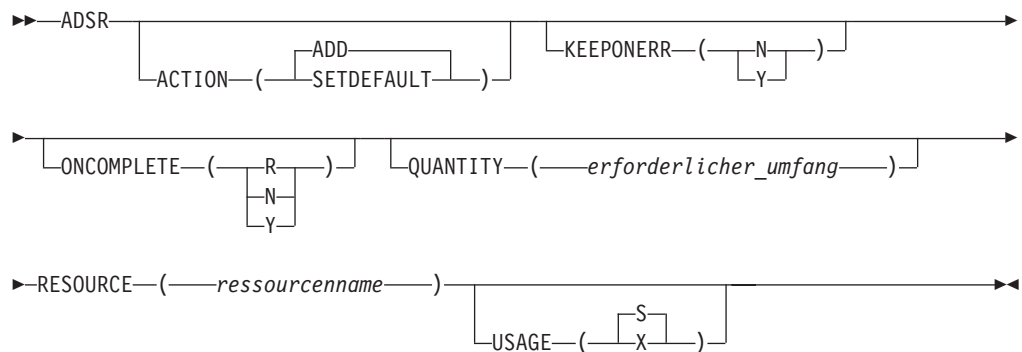 ADSR
ADD
ACTION ( SETDEFAULT )
KEEPONERR ( N )
Y
ONCOMPLETE ( R )
N
Y
QUANTITY ( erforderlicher_umfang )
RESOURCE ( ressourcenname )
S
USAGE ( X )